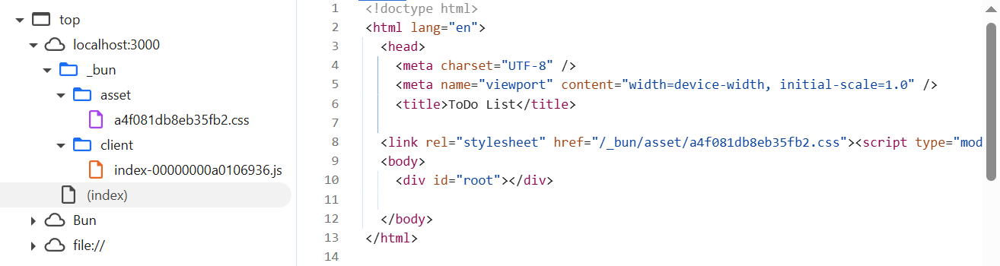 top
localhost:3000
_bun
asset
a4f081db8eb35fb2.css
client
index-00000000a0106936.js
(index)
Bun
file://
1 <!doctype html>
2 <html lang="en">
3 <head>
4 <meta charset="UTF-8" />
5 <meta name="viewport" content="width=device-width, initial-scale=1.0" />
6 <title>ToDo List</title>
7
8 <link rel="stylesheet" href="/_bun/asset/a4f081db8eb35fb2.css"><script type="mod
9 <body>
10 <div id="root"></div>
11
12 </body>
13 </html>
14